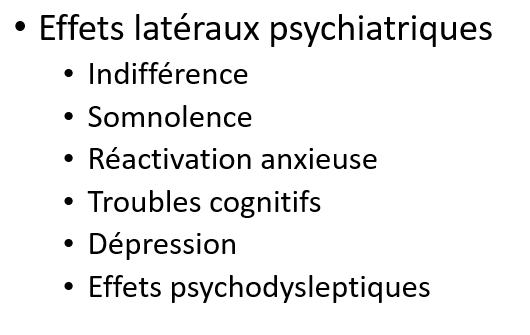 • Effets latéraux psychiatriques
• Indifférence
• Somnolence
• Réactivation anxieuse
• Troubles cognitifs
• Dépression
• Effets psychodysleptiques